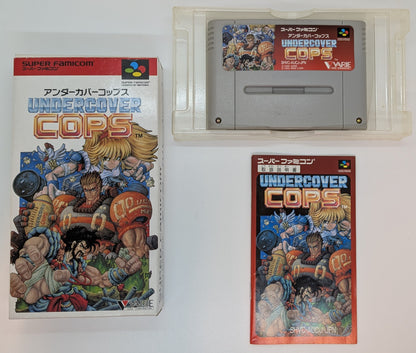 SUPER FAMICOM
スーパーファミコン
アンダーカバーコップス
UNDERCOVER
COPS
VARIE
スーパーファミコン
アンダーカバーコップス
UNDERCOVER
COPS
VARIE
スーパーファミコン
取扱説明書
UNDERCOVER
COPS